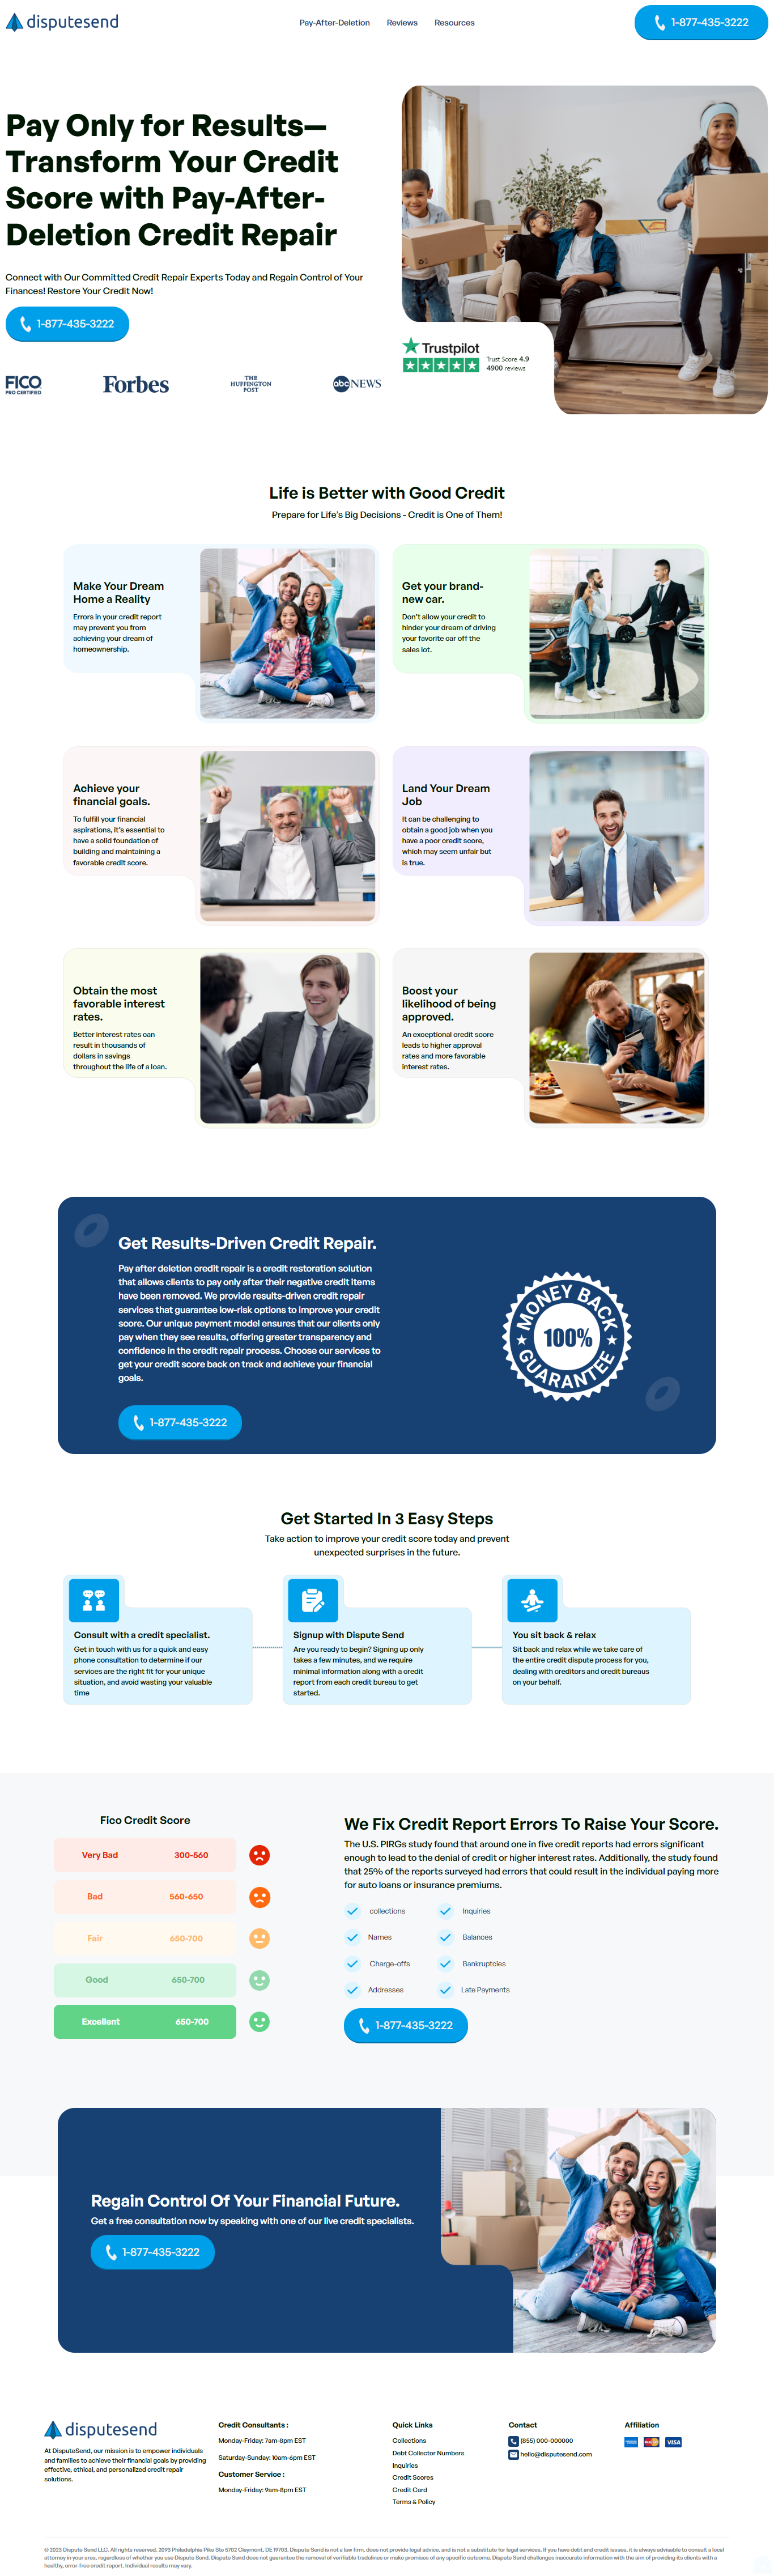 disputesend
Pay-After-Deletion Reviews Resources
1-877-435-3222
Pay Only for Results—
Transform Your Credit
Score with Pay-After-
Deletion Credit Repair
Connect with Our Committed Credit Repair Experts Today and Regain Control of Your
Finances! Restore Your Credit Now!
1-877-435-3222
FICO
PRO CERTIFIED
Forbes
THE
HUFFINGTON
POST
abc NEWS
Trustpilot
Trust Score 4.9
4900 reviews
Life is Better with Good Credit
Prepare for Life's Big Decisions - Credit is One of Them!
Make Your Dream
Home a Reality
Errors in your credit report
may prevent you from
achieving your dream of
homeownership.
Get your brand-
new car.
Don't allow your credit to
hinder your dream of driving
your favorite car off the
sales lot.
Achieve your
financial goals.
To fulfill your financial
aspirations, it's essential to
have a solid foundation of
building and maintaining a
favorable credit score.
Land Your Dream
Job
It can be challenging to
obtain a good job when you
have a poor credit score,
which may seem unfair but
is true.
Obtain the most
favorable interest
rates.
Better interest rates can
result in thousands of
dollars in savings
throughout the life of a loan.
Boost your
likelihood of being
approved.
An exceptional credit score
leads to higher approval
rates and more favorable
interest rates.
Get Results-Driven Credit Repair.
Pay after deletion credit repair is a credit restoration solution
that allows clients to pay only after their negative credit items
have been removed. We provide results-driven credit repair
services that guarantee low-risk options to improve your credit
score. Our unique payment model ensures that our clients only
pay when they see results, offering greater transparency and
confidence in the credit repair process. Choose our services to
get your credit score back on track and achieve your financial
goals.
1-877-435-3222
MONEY BACK
100%
GUARANTEE
Get Started In 3 Easy Steps
Take action to improve your credit score today and prevent
unexpected surprises in the future.
Consult with a credit specialist.
Get in touch with us for a quick and easy
phone consultation to determine if our
services are the right fit for your unique
situation, and avoid wasting your valuable
time
Signup with Dispute Send
Are you ready to begin? Signing up only
takes a few minutes, and we require
minimal information along with a credit
report from each credit bureau to get
started.
You sit back & relax
Sit back and relax while we take care of
the entire credit dispute process for you,
dealing with creditors and credit bureaus
on your behalf.
Fico Credit Score
Very Bad 300-560
Bad 560-650
Fair 650-700
Good 650-700
Excellent 650-700
We Fix Credit Report Errors To Raise Your Score.
The U.S. PIRGs study found that around one in five credit reports had errors significant
enough to lead to the denial of credit or higher interest rates. Additionally, the study found
that 25% of the reports surveyed had errors that could result in the individual paying more
for auto loans or insurance premiums.
collections Inquiries
Names Balances
Charge-offs Bankruptcies
Addresses Late Payments
1-877-435-3222
Regain Control Of Your Financial Future.
Get a free consultation now by speaking with one of our live credit specialists.
1-877-435-3222
disputesend
At DisputeSend, our mission is to empower individuals
and families to achieve their financial goals by providing
effective, ethical, and personalized credit repair
solutions.
Credit Consultants :
Monday-Friday: 7am-8pm EST
Saturday-Sunday: 10am-6pm EST
Customer Service :
Monday-Friday: 9am-8pm EST
Quick Links
Collections
Debt Collector Numbers
Inquiries
Credit Scores
Credit Card
Terms & Policy
Contact
(855) 000-000000
hello@disputesend.com
Affiliation
VISA
© 2023 Dispute Send LLC. All rights reserved. 2093 Philadelphia Pike Ste 5702 Claymont, DE 19703. Dispute Send is not a law firm, does not provide legal advice, and is not a substitute for legal services. If you have debt and credit issues, it is always advisable to consult a local
attorney in your area, regardless of whether you use Dispute Send. Dispute Send does not guarantee the removal of verifiable tradelines or make promises of any specific outcome. Dispute Send challenges inaccurate information with the aim of providing its clients with a
healthy, error-free credit report. Individual results may vary.